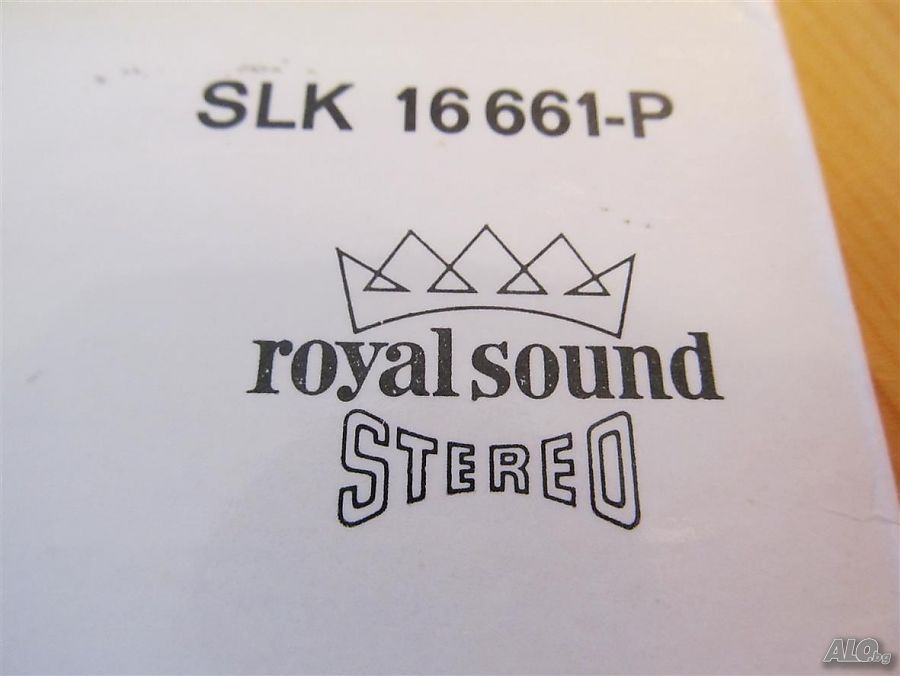 SLK 16 661-P
royal sound
STEREO
ALO.bg